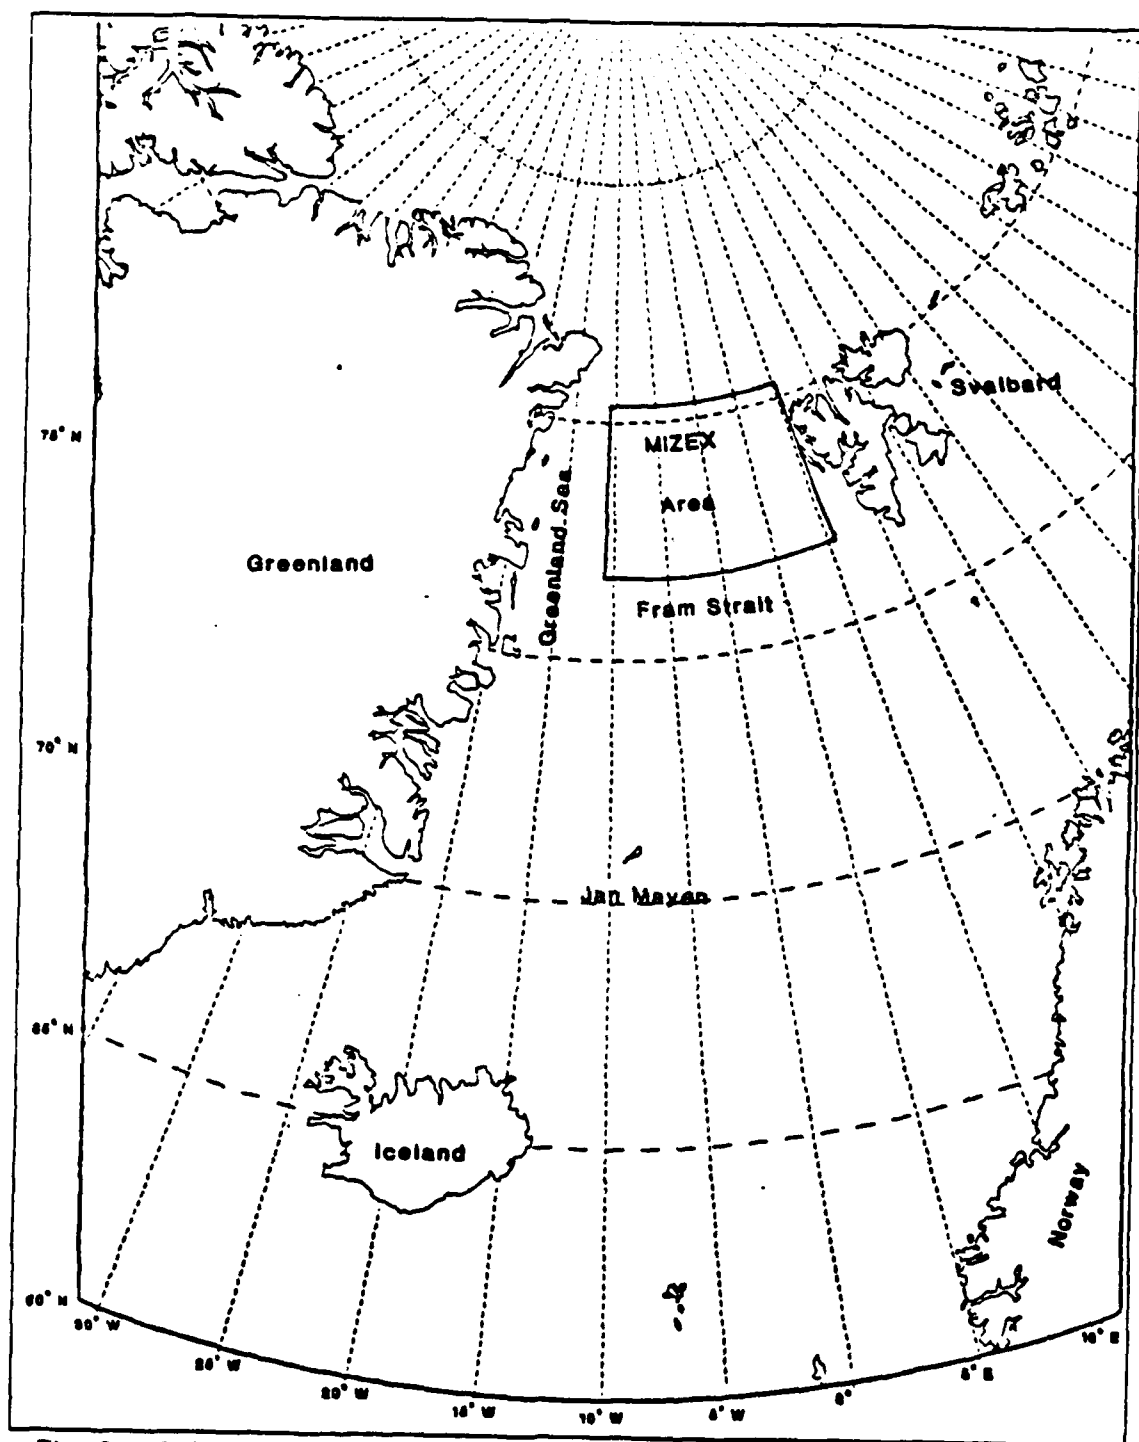 Svalbard
75° N
MIZEX
Area
Greenland Sea
Greenland
Fram Strait
70° N
Jan Mayen
65° N
Iceland
Norway
60° N
30° W
25° W
20° W
15° W
10° W
5° W
0°
5° E
10° E